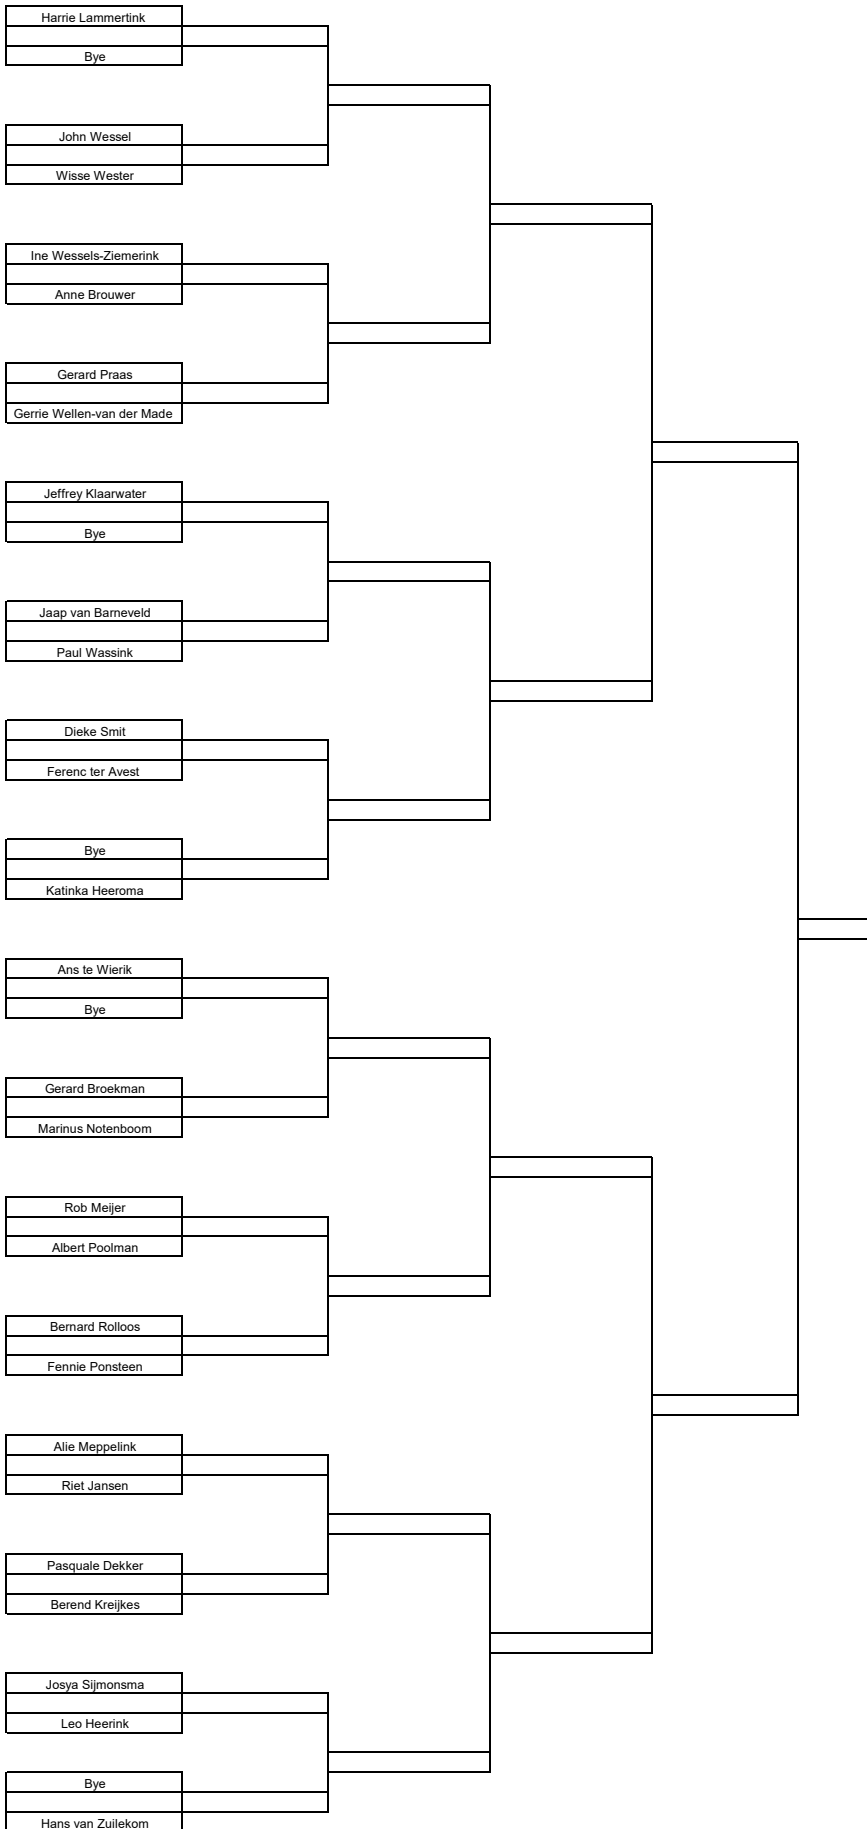 Harrie Lammertink
Bye
John Wessel
Wisse Wester
Ine Wessels-Ziemerink
Anne Brouwer
Gerard Praas
Gerrie Wellen-van der Made
Jeffrey Klaarwater
Bye
Jaap van Barneveld
Paul Wassink
Dieke Smit
Ferenc ter Avest
Bye
Katinka Heeroma
Ans te Wierik
Bye
Gerard Broekman
Marinus Notenboom
Rob Meijer
Albert Poolman
Bernard Rolloos
Fennie Ponsteen
Alie Meppelink
Riet Jansen
Pasquale Dekker
Berend Kreijkes
Josya Sijmonsma
Leo Heerink
Bye
Hans van Zuilekom